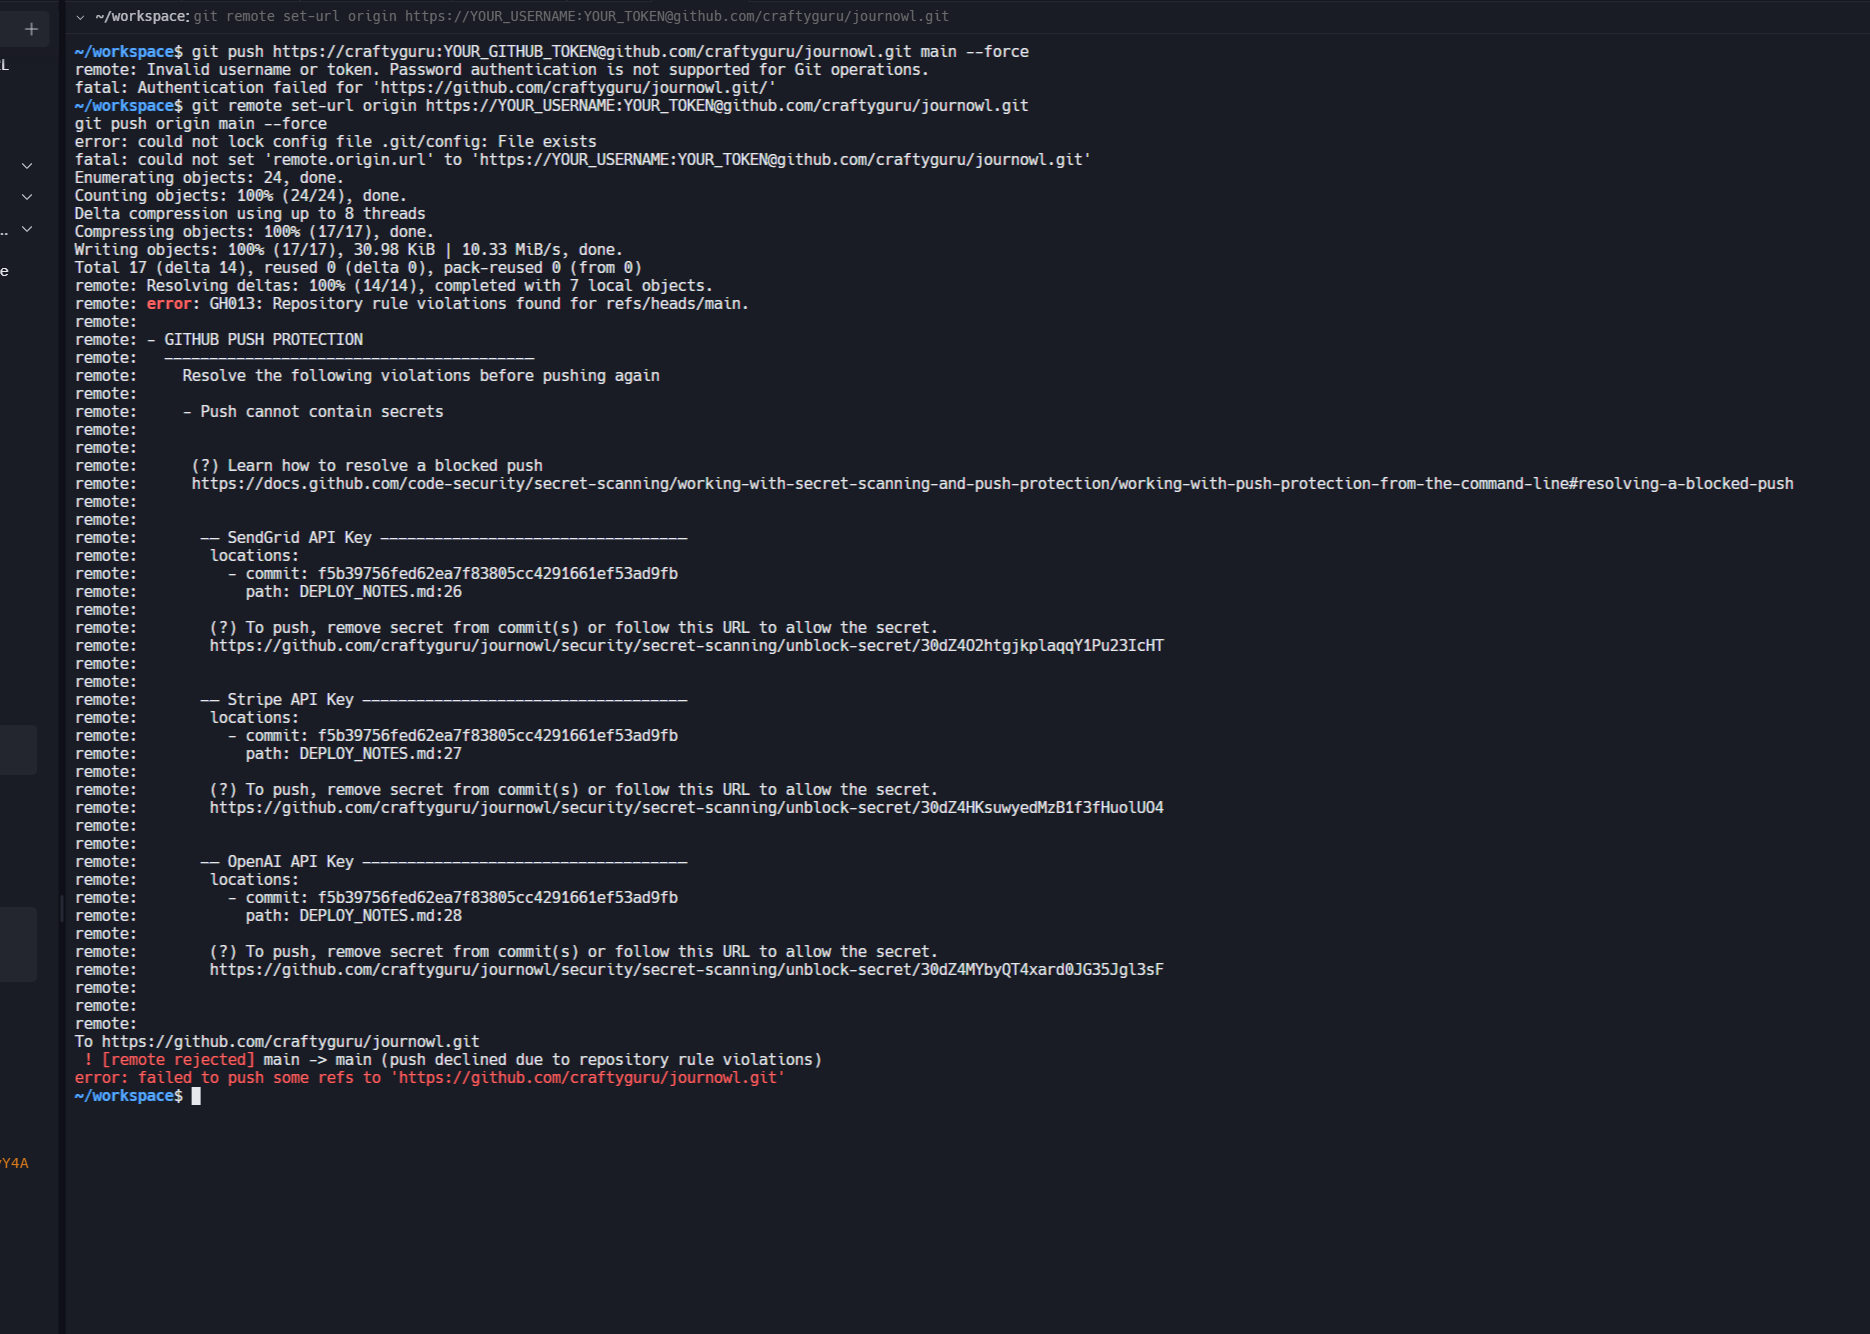 ~/workspace: git remote set-url origin https://YOUR_USERNAME:YOUR_TOKEN@github.com/craftyguru/journowl.git
~/workspace$ git push https://craftyguru:YOUR_GITHUB_TOKEN@github.com/craftyguru/journowl.git main --force
remote: Invalid username or token. Password authentication is not supported for Git operations.
fatal: Authentication failed for 'https://github.com/craftyguru/journowl.git/'
~/workspace$ git remote set-url origin https://YOUR_USERNAME:YOUR_TOKEN@github.com/craftyguru/journowl.git
git push origin main --force
error: could not lock config file .git/config: File exists
fatal: could not set 'remote.origin.url' to 'https://YOUR_USERNAME:YOUR_TOKEN@github.com/craftyguru/journowl.git'
Enumerating objects: 24, done.
Counting objects: 100% (24/24), done.
Delta compression using up to 8 threads
Compressing objects: 100% (17/17), done.
Writing objects: 100% (17/17), 30.98 KiB | 10.33 MiB/s, done.
Total 17 (delta 14), reused 0 (delta 0), pack-reused 0 (from 0)
remote: Resolving deltas: 100% (14/14), completed with 7 local objects.
remote: error: GH013: Repository rule violations found for refs/heads/main.
remote:
remote: - GITHUB PUSH PROTECTION
remote:   —————————————————————————————————————————
remote:     Resolve the following violations before pushing again
remote:
remote:     - Push cannot contain secrets
remote:
remote:
remote:      (?) Learn how to resolve a blocked push
remote:      https://docs.github.com/code-security/secret-scanning/working-with-secret-scanning-and-push-protection/working-with-push-protection-from-the-command-line#resolving-a-blocked-push
remote:
remote:
remote:       —— SendGrid API Key ——————————————————————————————————
remote:        locations:
remote:          - commit: f5b39756fed62ea7f83805cc4291661ef53ad9fb
remote:            path: DEPLOY_NOTES.md:26
remote:
remote:        (?) To push, remove secret from commit(s) or follow this URL to allow the secret.
remote:        https://github.com/craftyguru/journowl/security/secret-scanning/unblock-secret/30dZ4O2htgjkplaqqY1Pu23IcHT
remote:
remote:
remote:       —— Stripe API Key ————————————————————————————————————
remote:        locations:
remote:          - commit: f5b39756fed62ea7f83805cc4291661ef53ad9fb
remote:            path: DEPLOY_NOTES.md:27
remote:
remote:        (?) To push, remove secret from commit(s) or follow this URL to allow the secret.
remote:        https://github.com/craftyguru/journowl/security/secret-scanning/unblock-secret/30dZ4HKsuwyedMzB1f3fHuolUO4
remote:
remote:
remote:       —— OpenAI API Key ————————————————————————————————————
remote:        locations:
remote:          - commit: f5b39756fed62ea7f83805cc4291661ef53ad9fb
remote:            path: DEPLOY_NOTES.md:28
remote:
remote:        (?) To push, remove secret from commit(s) or follow this URL to allow the secret.
remote:        https://github.com/craftyguru/journowl/security/secret-scanning/unblock-secret/30dZ4MYbyQT4xard0JG35Jgl3sF
remote:
remote:
remote:
To https://github.com/craftyguru/journowl.git
 ! [remote rejected] main -> main (push declined due to repository rule violations)
error: failed to push some refs to 'https://github.com/craftyguru/journowl.git'
~/workspace$